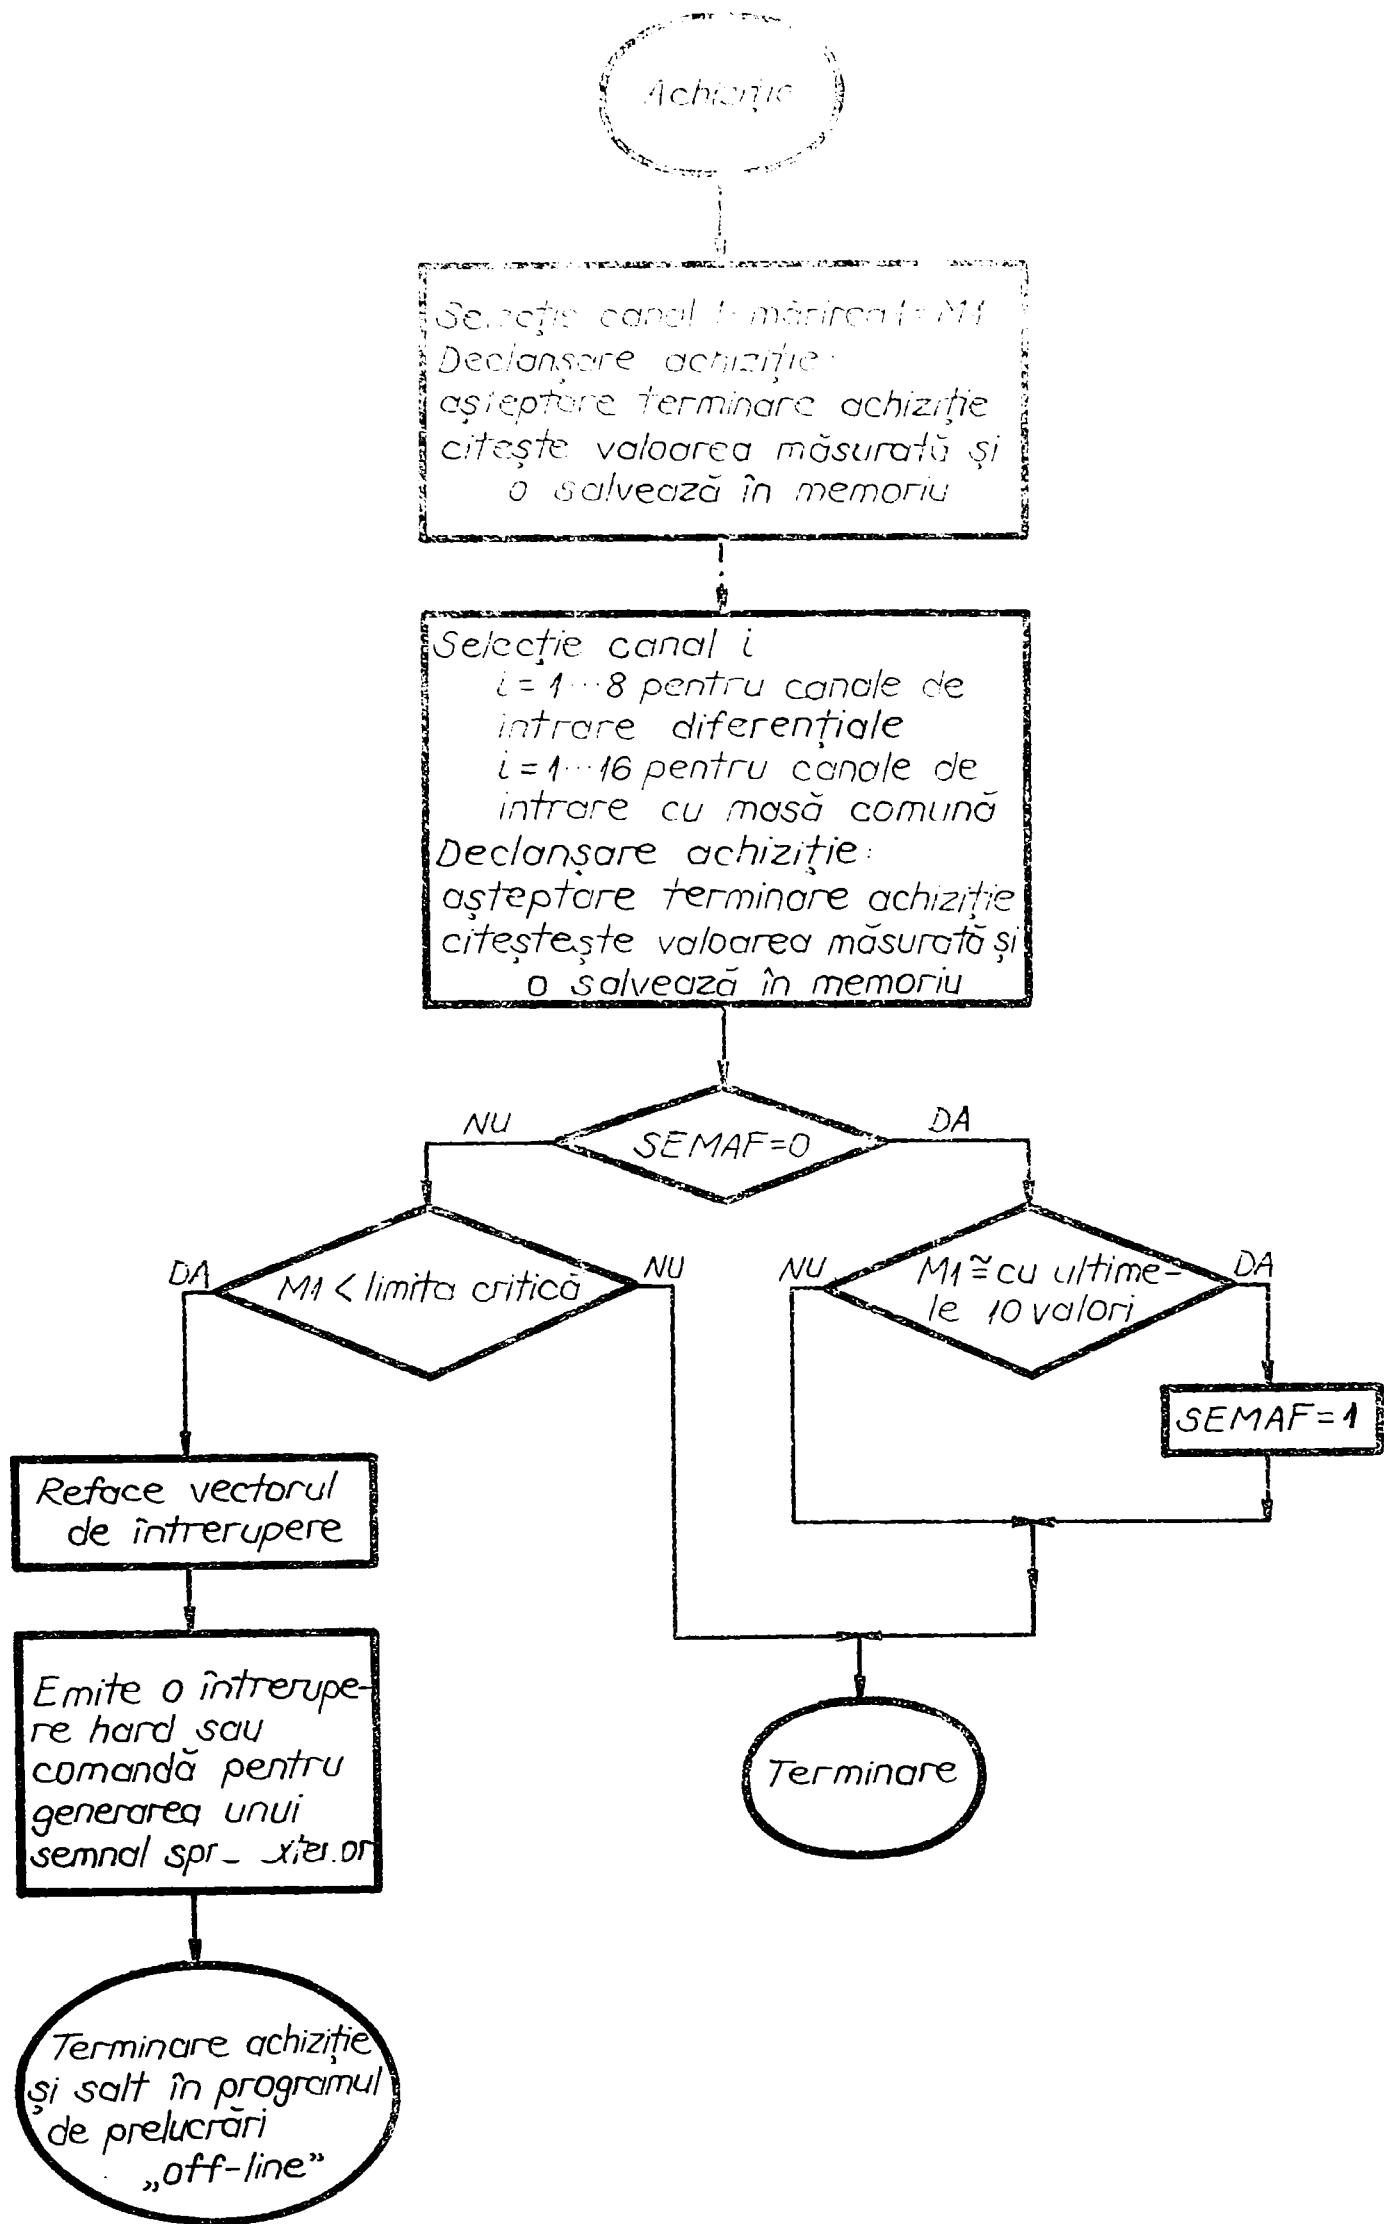 Achiziție
Selecție canal 1: mărirea 1 = M1
Declanșare achiziție:
așteptare terminare achiziție
citește valoarea măsurată și
o salvează în memoriu
Selecție canal i
i = 1...8 pentru canale de
intrare diferențiale
i = 1...16 pentru canale de
intrare cu masă comună
Declanșare achiziție:
așteptare terminare achiziție
citeștește valoarea măsurată și
o salvează în memoriu
NU
SEMAF=0
DA
DA
M1 < limita critică
NU
NU
M1 ≅ cu ultime-
le 10 valori
DA
SEMAF=1
Reface vectorul
de întrerupere
Emite o întrerupe-
re hard sau
comandă pentru
generarea unui
semnal
Terminare
Terminare achiziție
și salt în programul
de prelucrări
„off-line”